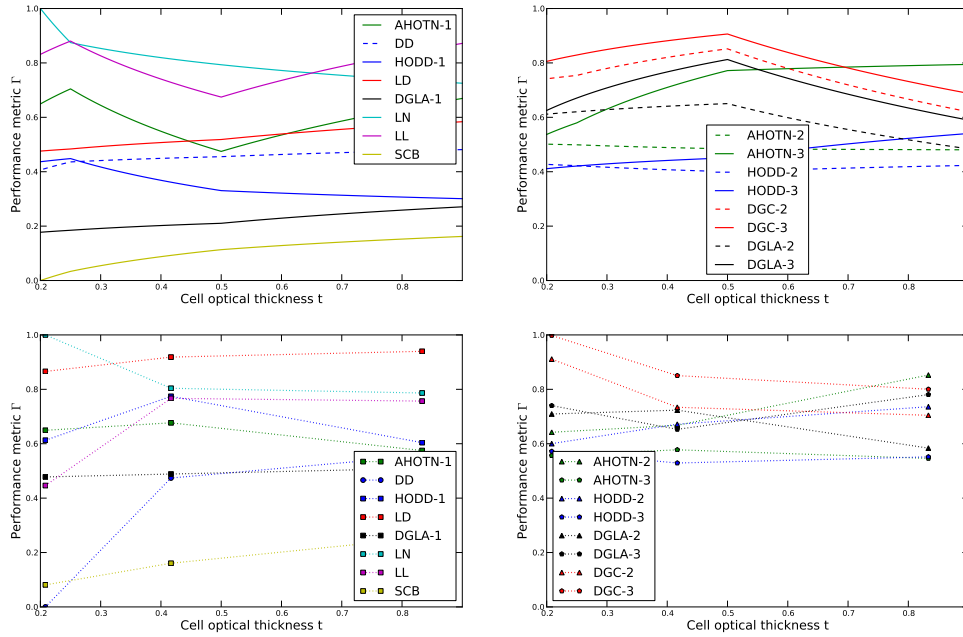 1.0
0.8
0.6
0.4
0.2
0.0
Performance metric Γ
0.2 0.3 0.4 0.5 0.6 0.7 0.8
Cell optical thickness t
AHOTN-1
DD
HODD-1
LD
DGLA-1
LN
LL
SCB
1.0
0.8
0.6
0.4
0.2
0.0
Performance metric Γ
0.2 0.3 0.4 0.5 0.6 0.7 0.8
Cell optical thickness t
AHOTN-2
AHOTN-3
HODD-2
HODD-3
DGC-2
DGC-3
DGLA-2
DGLA-3
1.0
0.8
0.6
0.4
0.2
0.0
Performance metric Γ
0.2 0.3 0.4 0.5 0.6 0.7 0.8
Cell optical thickness t
AHOTN-1
DD
HODD-1
LD
DGLA-1
LN
LL
SCB
1.0
0.8
0.6
0.4
0.2
0.0
Performance metric Γ
0.2 0.3 0.4 0.5 0.6 0.7 0.8
Cell optical thickness t
AHOTN-2
AHOTN-3
HODD-2
HODD-3
DGLA-2
DGLA-3
DGC-2
DGC-3